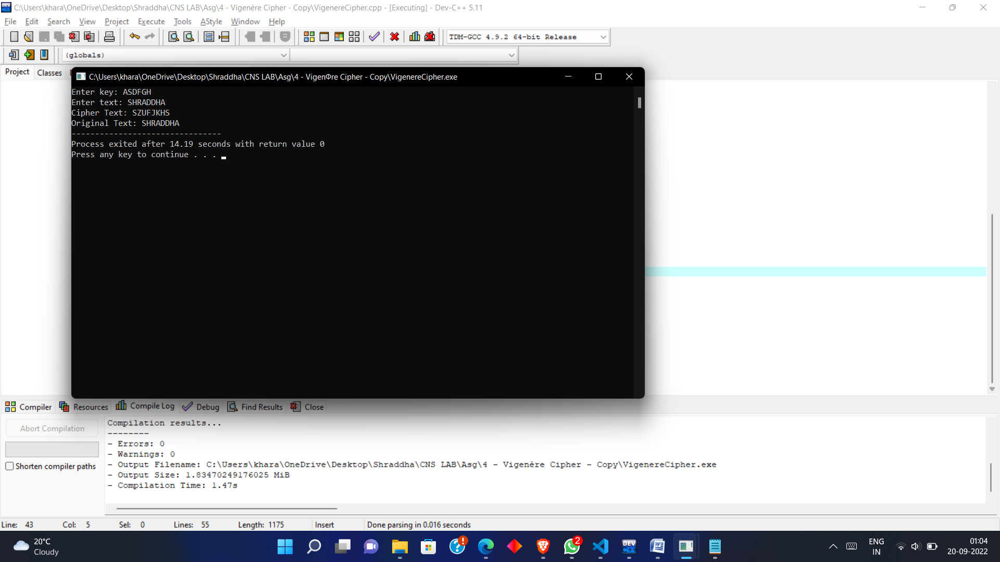 C:\Users\khara\OneDrive\Desktop\Shraddha\CNS LAB\Asg\4 - Vigenère Cipher - Copy\VigenereCipher.cpp - [Executing] - Dev-C++ 5.11
File Edit Search View Project Execute Tools AStyle Window Help
TDM-GCC 4.9.2 64-bit Release
(globals)
Project Classes
C:\Users\khara\OneDrive\Desktop\Shraddha\CNS LAB\Asg\4 - VigenΦre Cipher - Copy\VigenereCipher.exe
Enter key: ASDFGH
Enter text: SHRADDHA
Cipher Text: SZUFJKHS
Original Text: SHRADDHA
--------------------------------
Process exited after 14.19 seconds with return value 0
Press any key to continue . . .
Compiler Resources Compile Log Debug Find Results Close
Abort Compilation
Shorten compiler paths
Compilation results...
--------
- Errors: 0
- Warnings: 0
- Output Filename: C:\Users\khara\OneDrive\Desktop\Shraddha\CNS LAB\Asg\4 - Vigenère Cipher - Copy\VigenereCipher.exe
- Output Size: 1.83470249176025 MiB
- Compilation Time: 1.47s
Line: 43 Col: 5 Sel: 0 Lines: 55 Length: 1175 Insert Done parsing in 0.016 seconds
20°C
Cloudy
2
DEV
C++
ENG
IN
01:04
20-09-2022